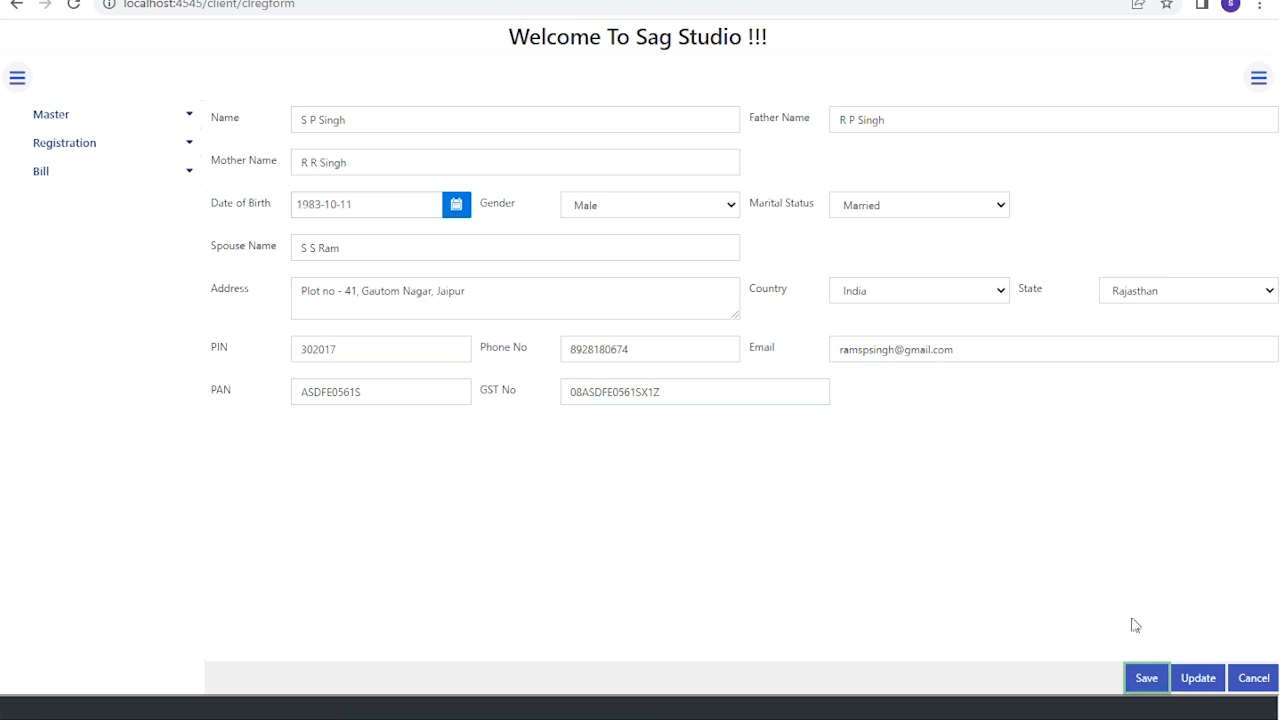 localhost:4545/client/clregform
S
Welcome To Sag Studio !!!
Master
Registration
Bill
Name S P Singh Father Name R P Singh
Mother Name R R Singh
Date of Birth 1983-10-11 Gender Male Marital Status Married
Spouse Name S S Ram
Address Plot no - 41, Gautom Nagar, Jaipur Country India State Rajasthan
PIN 302017 Phone No 8928180674 Email ramspsingh@gmail.com
PAN ASDFE0561S GST No 08ASDFE0561SX1Z
Save Update Cancel